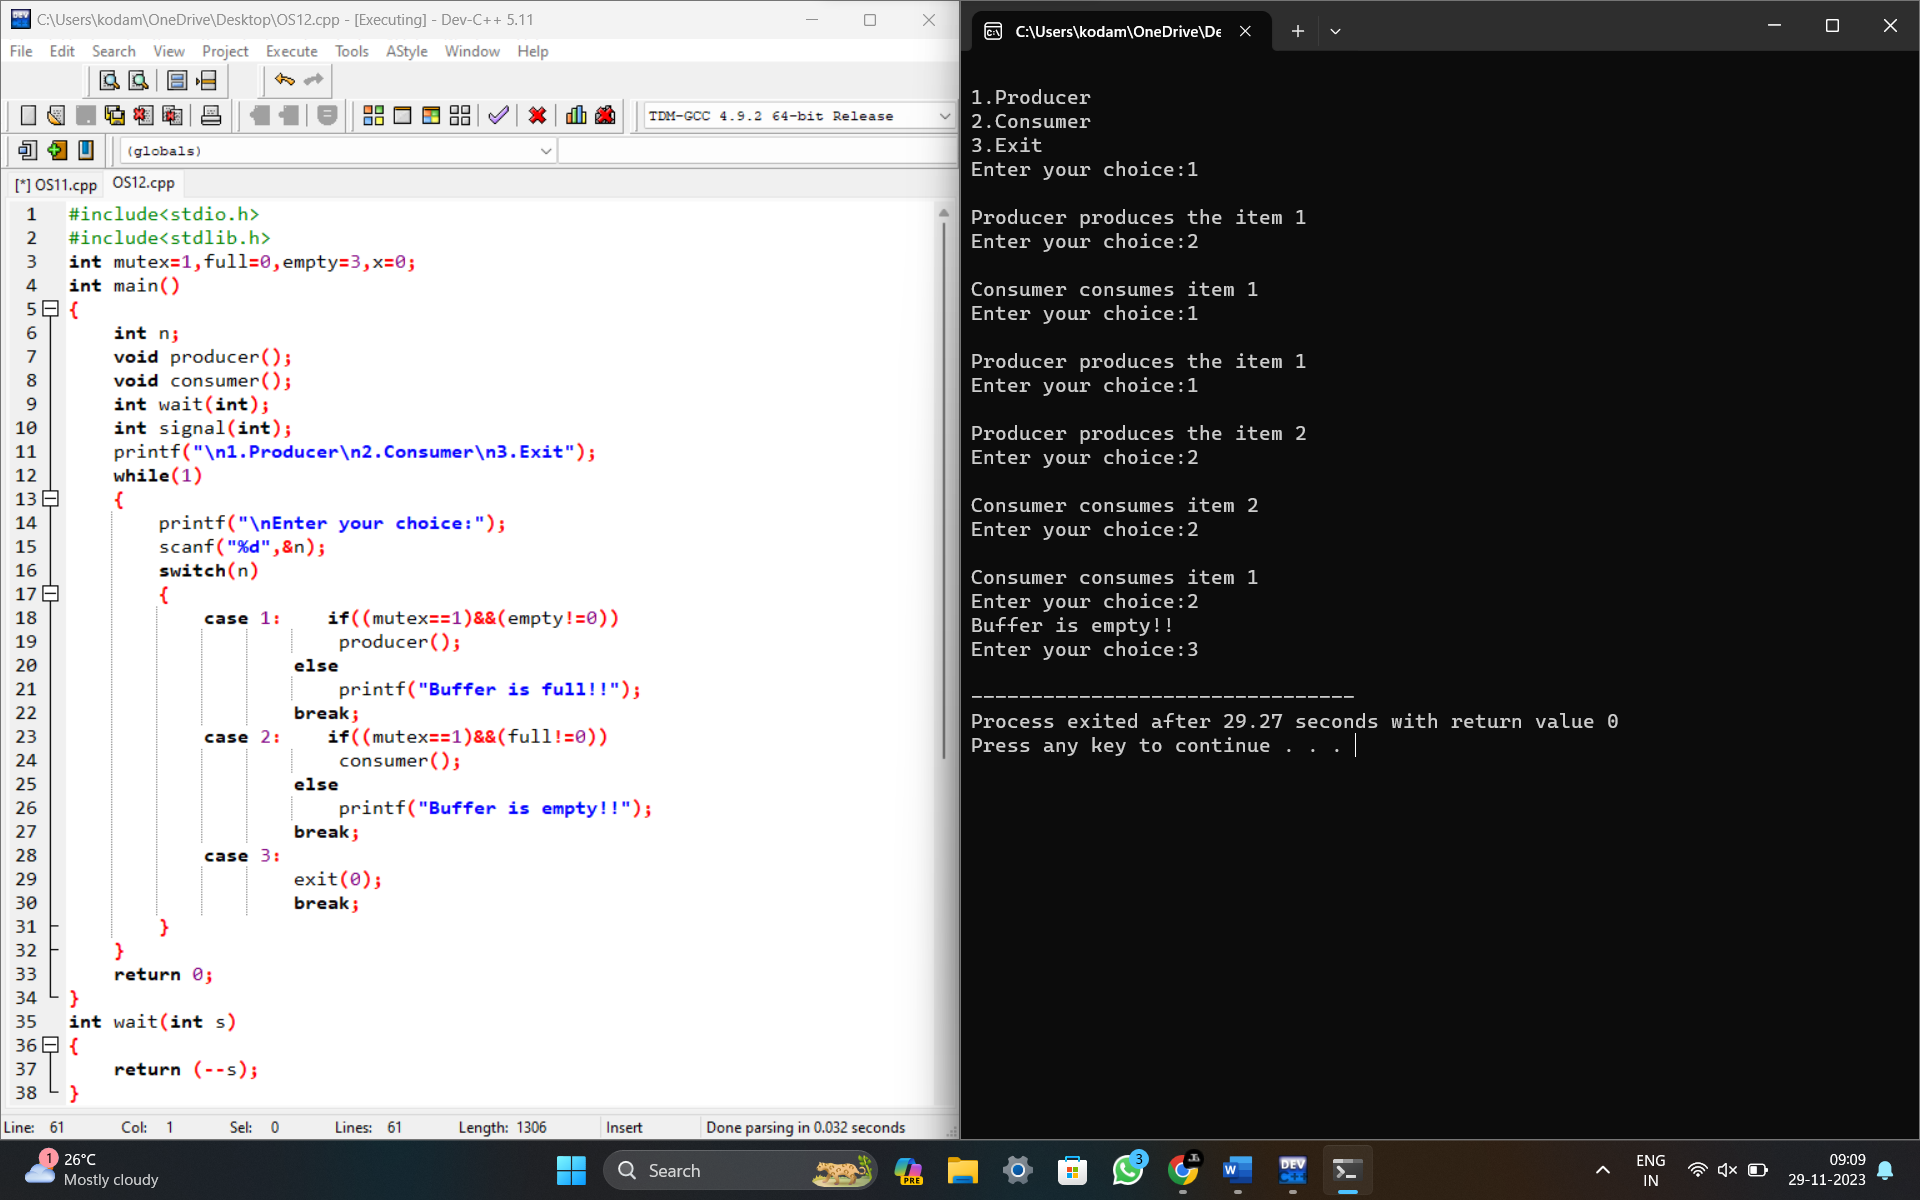 C:\Users\kodam\OneDrive\Desktop\OS12.cpp - [Executing] - Dev-C++ 5.11
File Edit Search View Project Execute Tools AStyle Window Help
TDM-GCC 4.9.2 64-bit Release
(globals)
[*] OS11.cpp OS12.cpp
1 #include<stdio.h>
2 #include<stdlib.h>
3 int mutex=1,full=0,empty=3,x=0;
4 int main()
5 {
6 int n;
7 void producer();
8 void consumer();
9 int wait(int);
10 int signal(int);
11 printf("\n1.Producer\n2.Consumer\n3.Exit");
12 while(1)
13 {
14 printf("\nEnter your choice:");
15 scanf("%d",&n);
16 switch(n)
17 {
18 case 1: if((mutex==1)&&(empty!=0))
19 producer();
20 else
21 printf("Buffer is full!!");
22 break;
23 case 2: if((mutex==1)&&(full!=0))
24 consumer();
25 else
26 printf("Buffer is empty!!");
27 break;
28 case 3:
29 exit(0);
30 break;
31 }
32 }
33 return 0;
34 }
35 int wait(int s)
36 {
37 return (--s);
38 }
Line: 61 Col: 1 Sel: 0 Lines: 61 Length: 1306 Insert Done parsing in 0.032 seconds
C:\Users\kodam\OneDrive\De
1.Producer
2.Consumer
3.Exit
Enter your choice:1
Producer produces the item 1
Enter your choice:2
Consumer consumes item 1
Enter your choice:1
Producer produces the item 1
Enter your choice:1
Producer produces the item 2
Enter your choice:2
Consumer consumes item 2
Enter your choice:2
Consumer consumes item 1
Enter your choice:2
Buffer is empty!!
Enter your choice:3
--------------------------------
Process exited after 29.27 seconds with return value 0
Press any key to continue . . .
1
26°C
Mostly cloudy
Search
PRE
3
W
DEV
C++
ENG
IN
09:09
29-11-2023